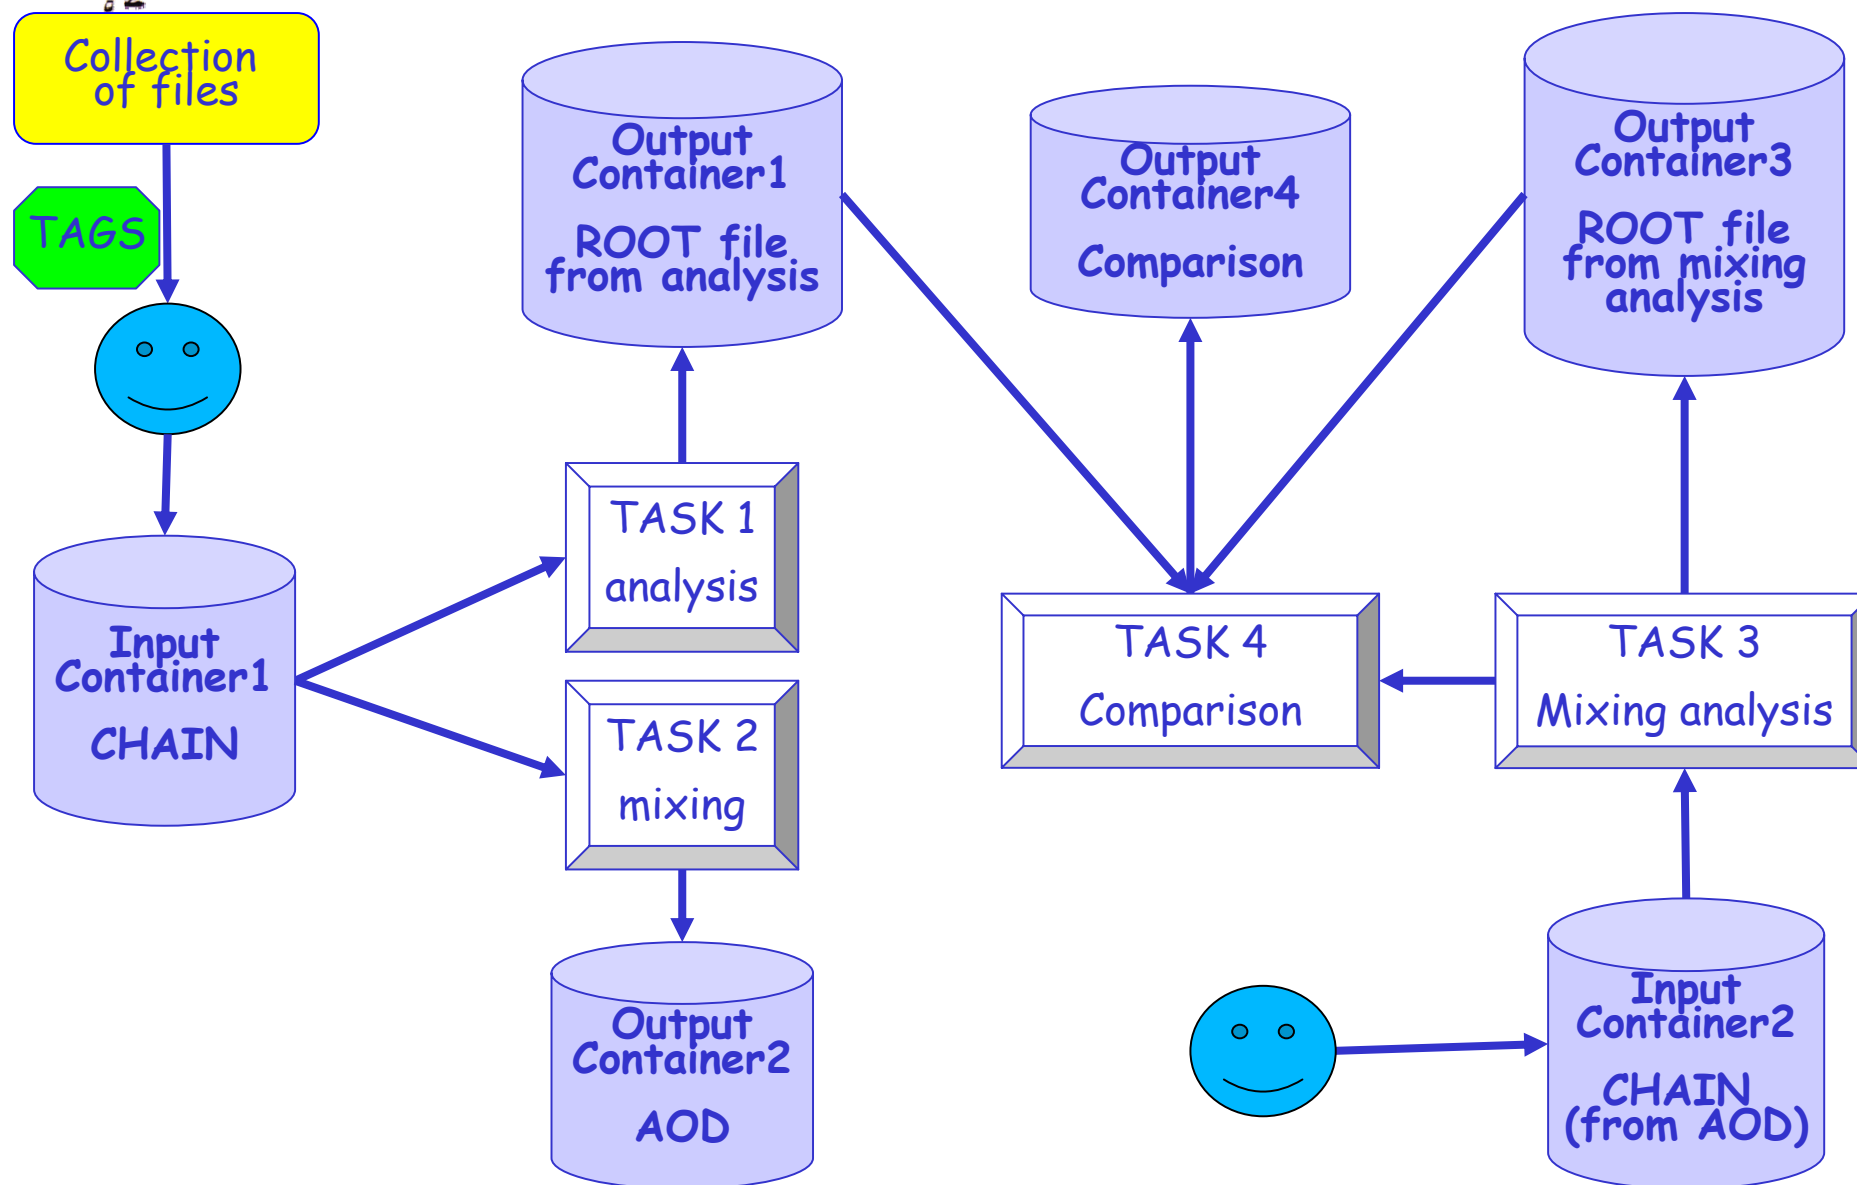 Collection
of files
TAGS
Input
Container1
CHAIN
Output
Container1
ROOT file
from analysis
TASK 1
analysis
TASK 2
mixing
Output
Container2
AOD
Output
Container4
Comparison
TASK 4
Comparison
Output
Container3
ROOT file
from mixing
analysis
TASK 3
Mixing analysis
Input
Container2
CHAIN
(from AOD)